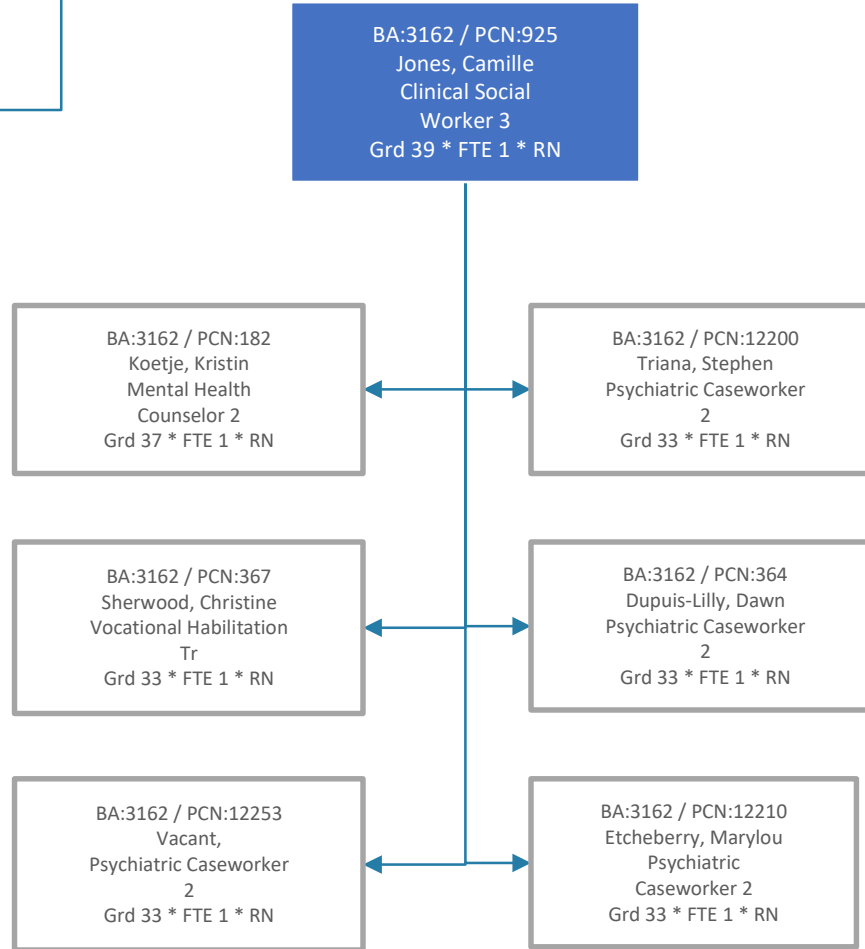 BA:3162 / PCN:925
Jones, Camille
Clinical Social
Worker 3
Grd 39 * FTE 1 * RN
BA:3162 / PCN:182
Koetje, Kristin
Mental Health
Counselor 2
Grd 37 * FTE 1 * RN
BA:3162 / PCN:12200
Triana, Stephen
Psychiatric Caseworker
2
Grd 33 * FTE 1 * RN
BA:3162 / PCN:367
Sherwood, Christine
Vocational Habilitation
Tr
Grd 33 * FTE 1 * RN
BA:3162 / PCN:364
Dupuis-Lilly, Dawn
Psychiatric Caseworker
2
Grd 33 * FTE 1 * RN
BA:3162 / PCN:12253
Vacant,
Psychiatric Caseworker
2
Grd 33 * FTE 1 * RN
BA:3162 / PCN:12210
Etcheberry, Marylou
Psychiatric
Caseworker 2
Grd 33 * FTE 1 * RN